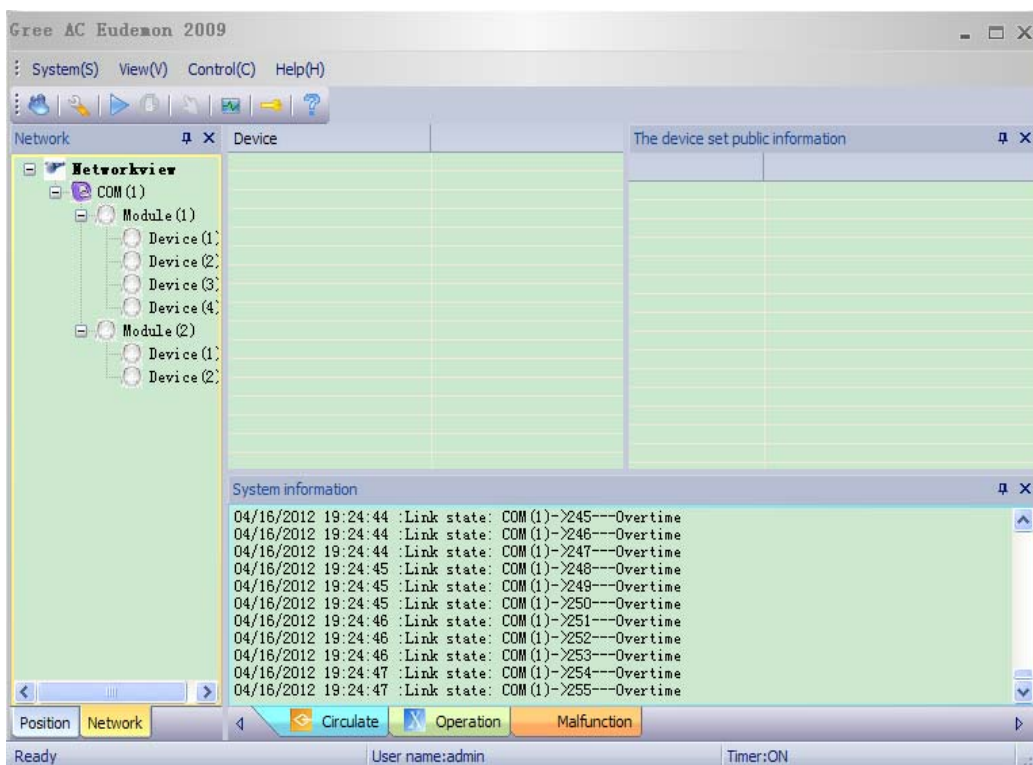 Gree AC Eudemon 2009
System(S) View(V) Control(C) Help(H)
Network
Networkview
COM(1)
Module(1)
Device(1)
Device(2)
Device(3)
Device(4)
Module(2)
Device(1)
Device(2)
Position Network
Device
The device set public information
System information
04/16/2012 19:24:44 :Link state: COM(1)->245---Overtime
04/16/2012 19:24:44 :Link state: COM(1)->246---Overtime
04/16/2012 19:24:44 :Link state: COM(1)->247---Overtime
04/16/2012 19:24:45 :Link state: COM(1)->248---Overtime
04/16/2012 19:24:45 :Link state: COM(1)->249---Overtime
04/16/2012 19:24:45 :Link state: COM(1)->250---Overtime
04/16/2012 19:24:46 :Link state: COM(1)->251---Overtime
04/16/2012 19:24:46 :Link state: COM(1)->252---Overtime
04/16/2012 19:24:46 :Link state: COM(1)->253---Overtime
04/16/2012 19:24:47 :Link state: COM(1)->254---Overtime
04/16/2012 19:24:47 :Link state: COM(1)->255---Overtime
Circulate Operation Malfunction
Ready User name:admin Timer:ON